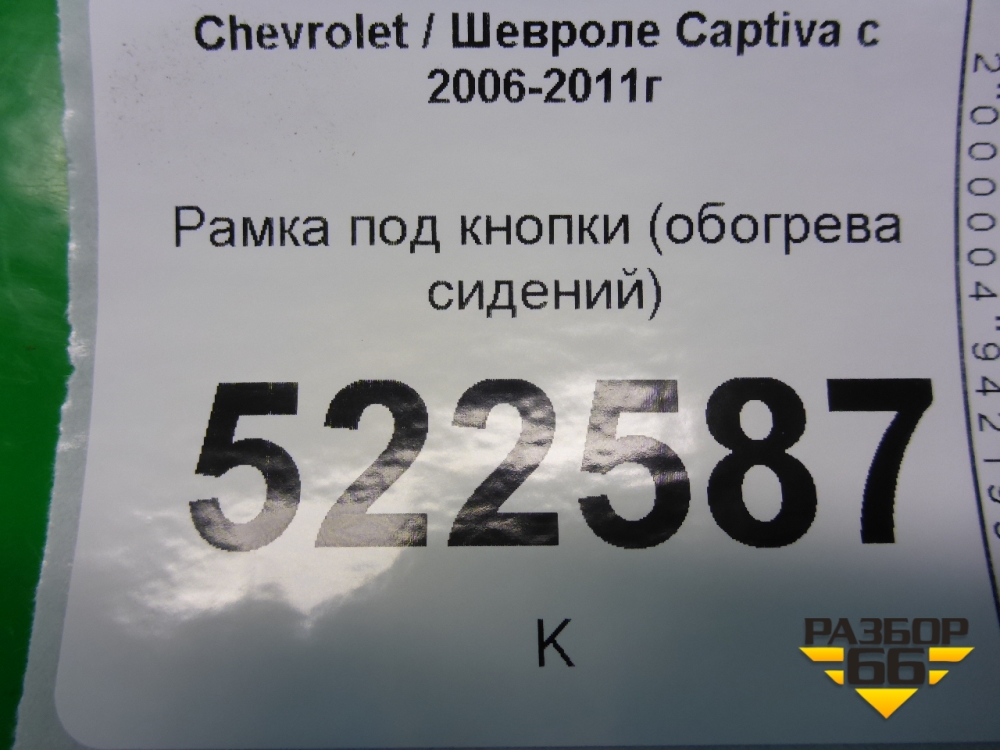 Chevrolet / Шевроле Captiva с
2006-2011г
Рамка под кнопки (обогрева
сидений)
522587
К
РАЗБОР
66